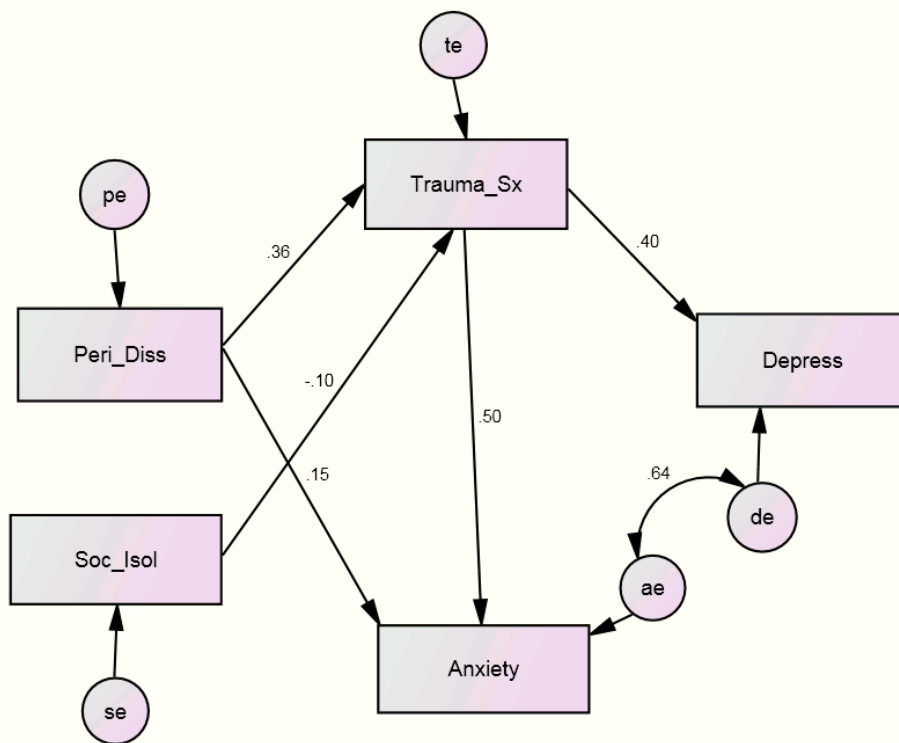 te
Trauma_Sx
pe
.36
.40
Peri_Diss
Depress
-.10
.50
.15
.64
de
Soc_Isol
ae
Anxiety
se